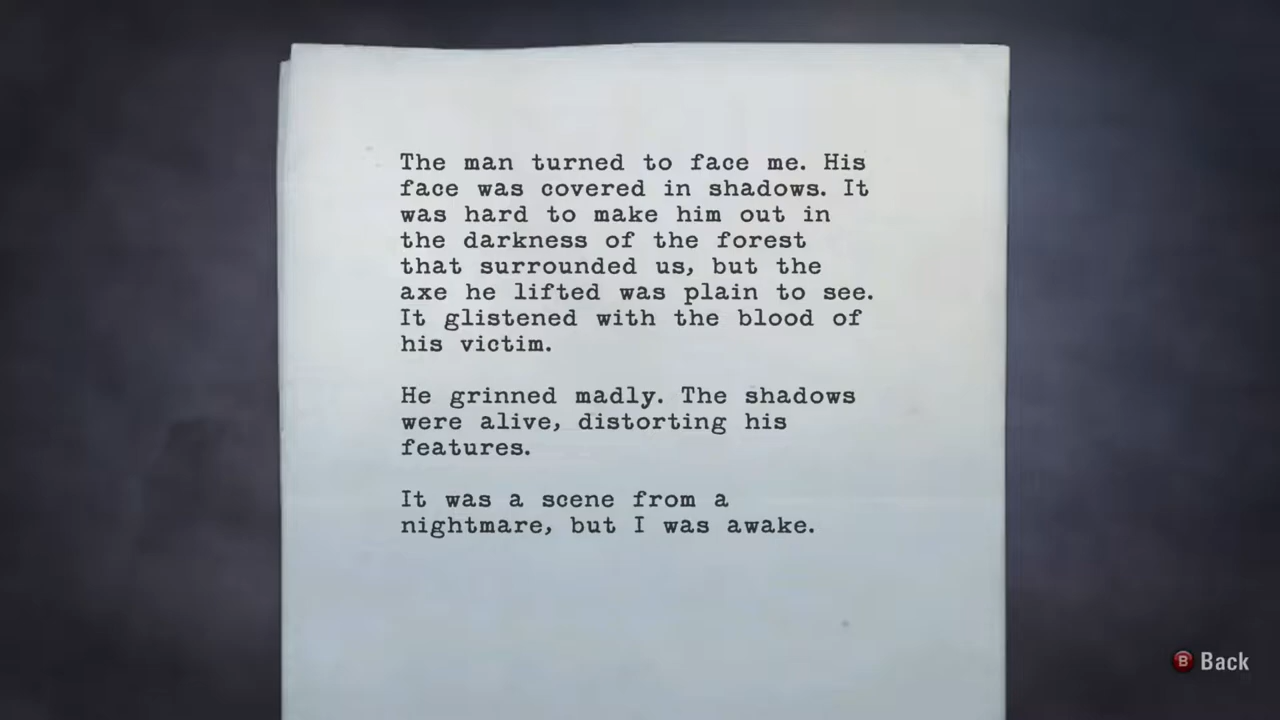 The man turned to face me. His
face was covered in shadows. It
was hard to make him out in
the darkness of the forest
that surrounded us, but the
axe he lifted was plain to see.
It glistened with the blood of
his victim.
He grinned madly. The shadows
were alive, distorting his
features.
It was a scene from a
nightmare, but I was awake.
B Back